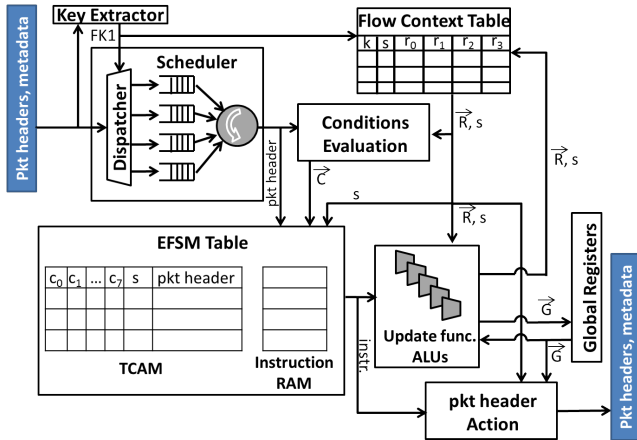 Pkt headers, metadata
Key Extractor
FK1
Scheduler
Dispatcher
Flow Context Table
k s r0 r1 r2 r3
Conditions
Evaluation
R, s
R, s
pkt header
C
s
R, s
EFSM Table
c0 c1 ... c7 s pkt header
TCAM
Instruction
RAM
Update func.
ALUs
G
G
Global Registers
instr.
pkt header
Action
Pkt headers, metadata